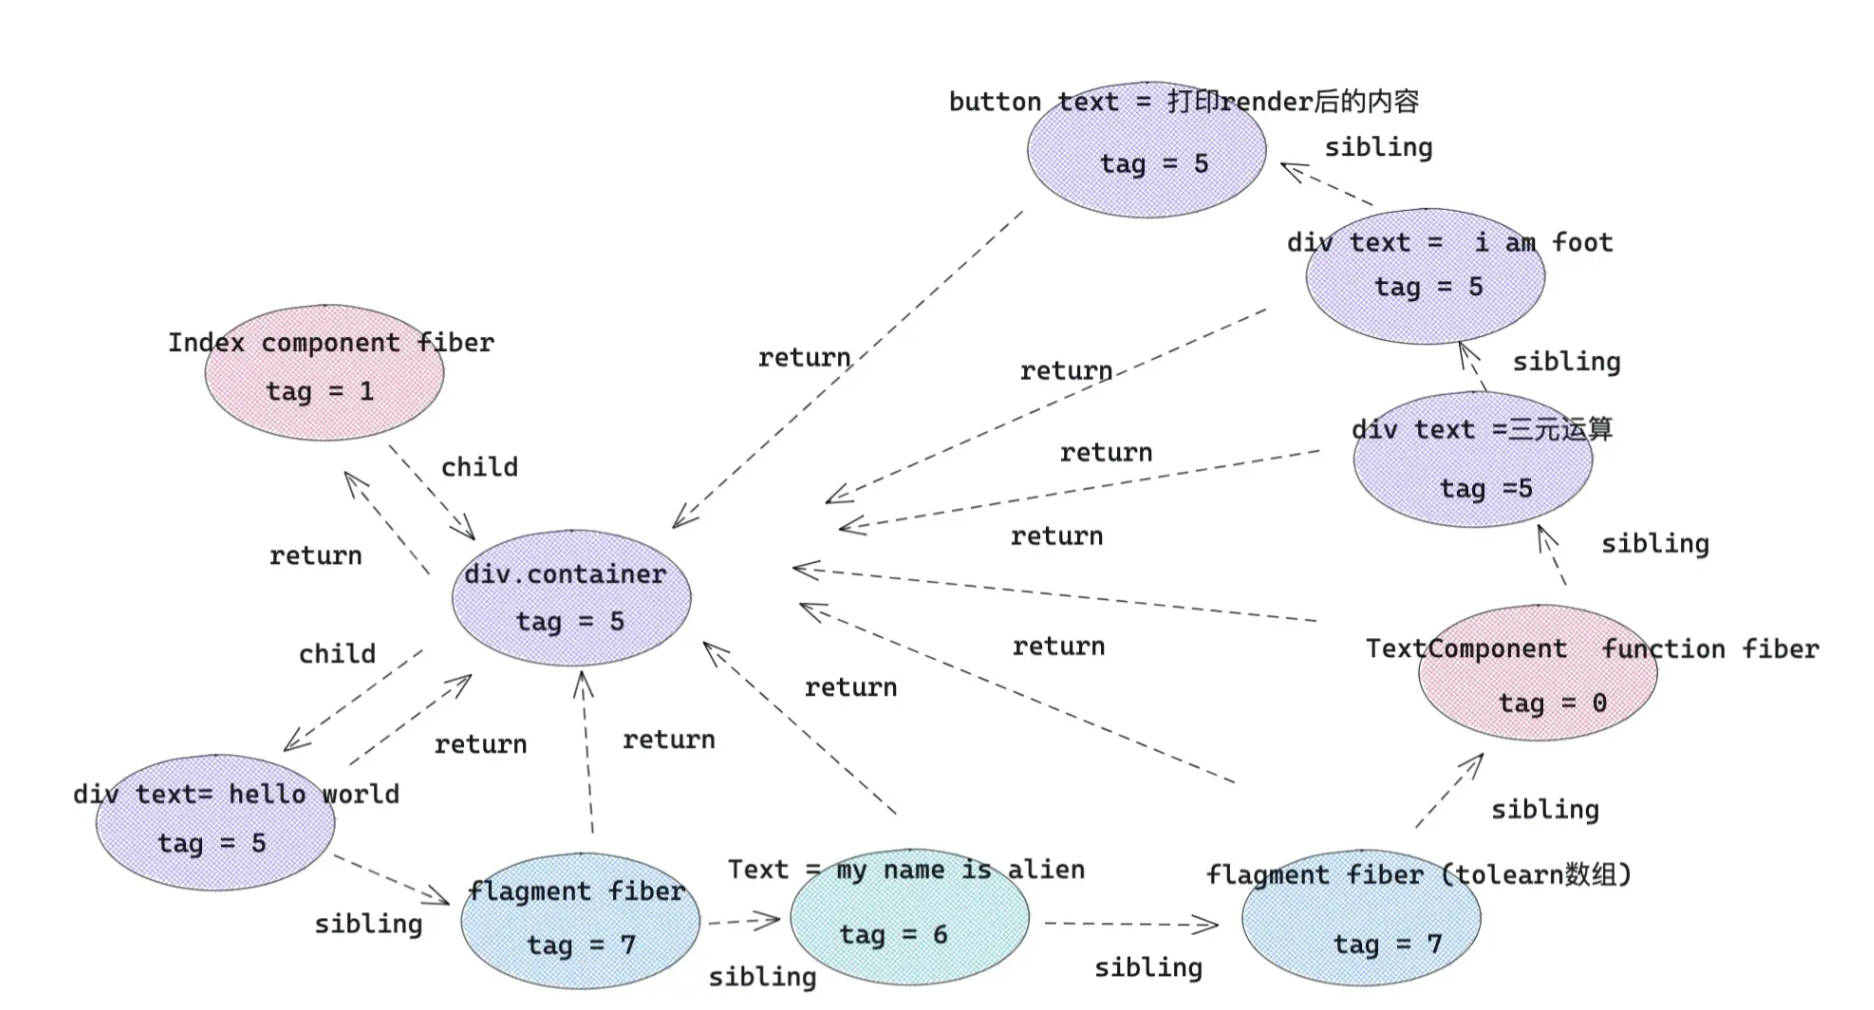 button text = 打印render后的内容
tag = 5
sibling
div text =  i am foot
tag = 5
return
return
sibling
Index component fiber
tag = 1
div text =三元运算
tag =5
return
child
return
sibling
return
div.container
tag = 5
TextComponent  function fiber
tag = 0
return
child
return
return
return
sibling
div text= hello world
tag = 5
sibling
flagment fiber
tag = 7
sibling
Text = my name is alien
tag = 6
sibling
flagment fiber (tolearn数组)
tag = 7